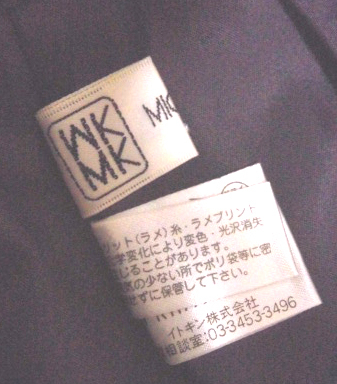 WK
MK
MIC
ント(ラメ)糸・ラメプリント
学変化により変色・光沢消失
じることがあります。
気の少ない所でポリ袋等に密
せずに保管して下さい。
イトキン株式会社
相談室:03-3453-3496